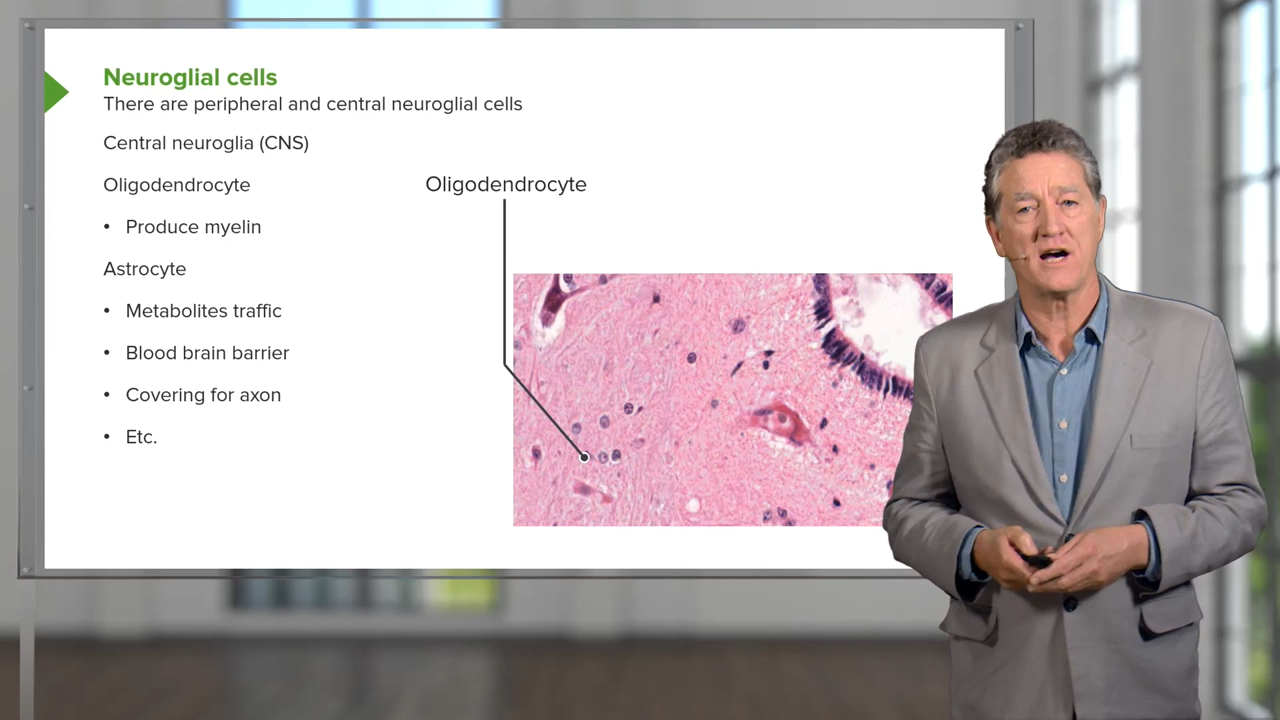 Neuroglial cells
There are peripheral and central neuroglial cells
Central neuroglia (CNS)
Oligodendrocyte
• Produce myelin
Astrocyte
• Metabolites traffic
• Blood brain barrier
• Covering for axon
• Etc.
Oligodendrocyte